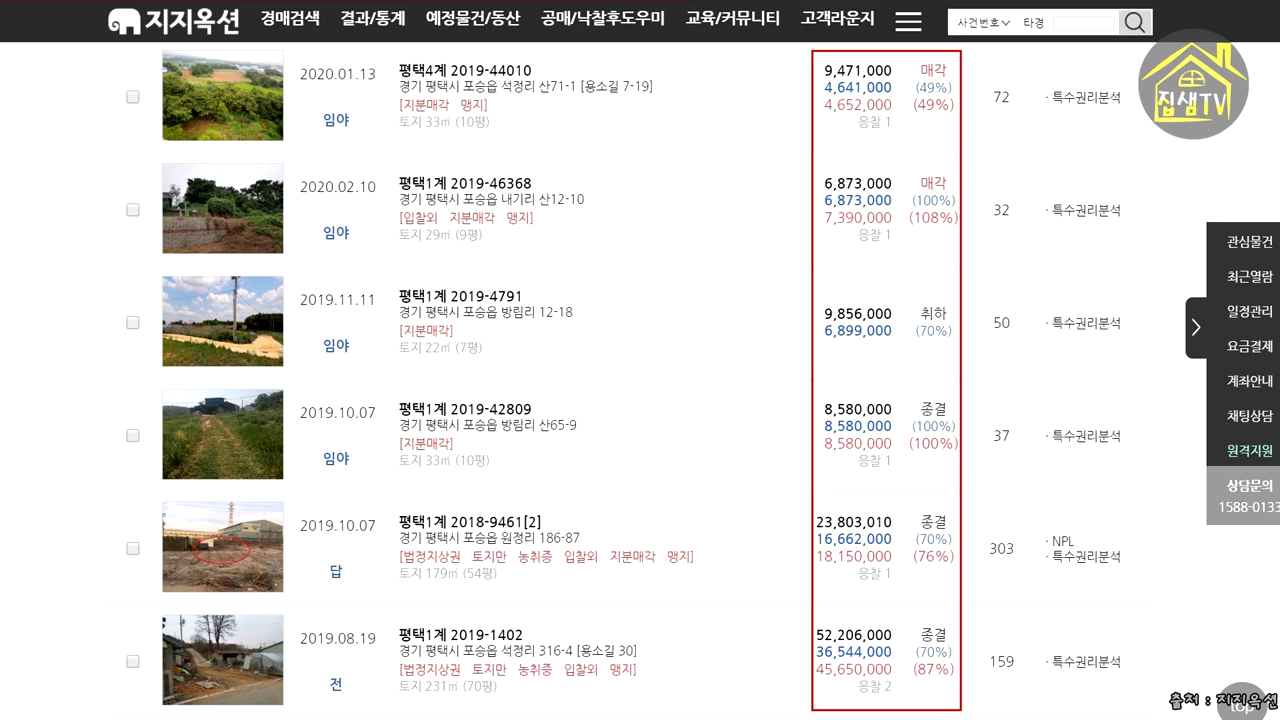 지지옥션 경매검색 결과/통계 예정물건/동산 공매/낙찰후도우미 교육/커뮤니티 고객라운지 사건번호 타경
집샘TV
2020.01.13
임야
평택4계 2019-44010
경기 평택시 포승읍 석정리 산71-1 [용소길 7-19]
[지분매각 맹지]
토지 33㎡ (10평)
9,471,000 매각
4,641,000 (49%)
4,652,000 (49%)
응찰 1
72
· 특수권리분석
2020.02.10
임야
평택1계 2019-46368
경기 평택시 포승읍 내기리 산12-10
[입찰외 지분매각 맹지]
토지 29㎡ (9평)
6,873,000 매각
6,873,000 (100%)
7,390,000 (108%)
응찰 1
32
· 특수권리분석
2019.11.11
임야
평택1계 2019-4791
경기 평택시 포승읍 방림리 12-18
[지분매각]
토지 22㎡ (7평)
9,856,000 취하
6,899,000 (70%)
50
· 특수권리분석
2019.10.07
임야
평택1계 2019-42809
경기 평택시 포승읍 방림리 산65-9
[지분매각]
토지 33㎡ (10평)
8,580,000 종결
8,580,000 (100%)
8,580,000 (100%)
응찰 1
37
· 특수권리분석
2019.10.07
답
평택1계 2018-9461[2]
경기 평택시 포승읍 원정리 186-87
[법정지상권 토지만 농취증 입찰외 지분매각 맹지]
토지 179㎡ (54평)
23,803,010 종결
16,662,000 (70%)
18,150,000 (76%)
응찰 1
303
· NPL
· 특수권리분석
2019.08.19
전
평택1계 2019-1402
경기 평택시 포승읍 석정리 316-4 [용소길 30]
[법정지상권 토지만 농취증 입찰외 맹지]
토지 231㎡ (70평)
52,206,000 종결
36,544,000 (70%)
45,650,000 (87%)
응찰 2
159
· 특수권리분석
관심물건
최근열람
일정관리
요금결제
계좌안내
채팅상담
원격지원
상담문의
1588-0133
top
출처 : 지지옥션